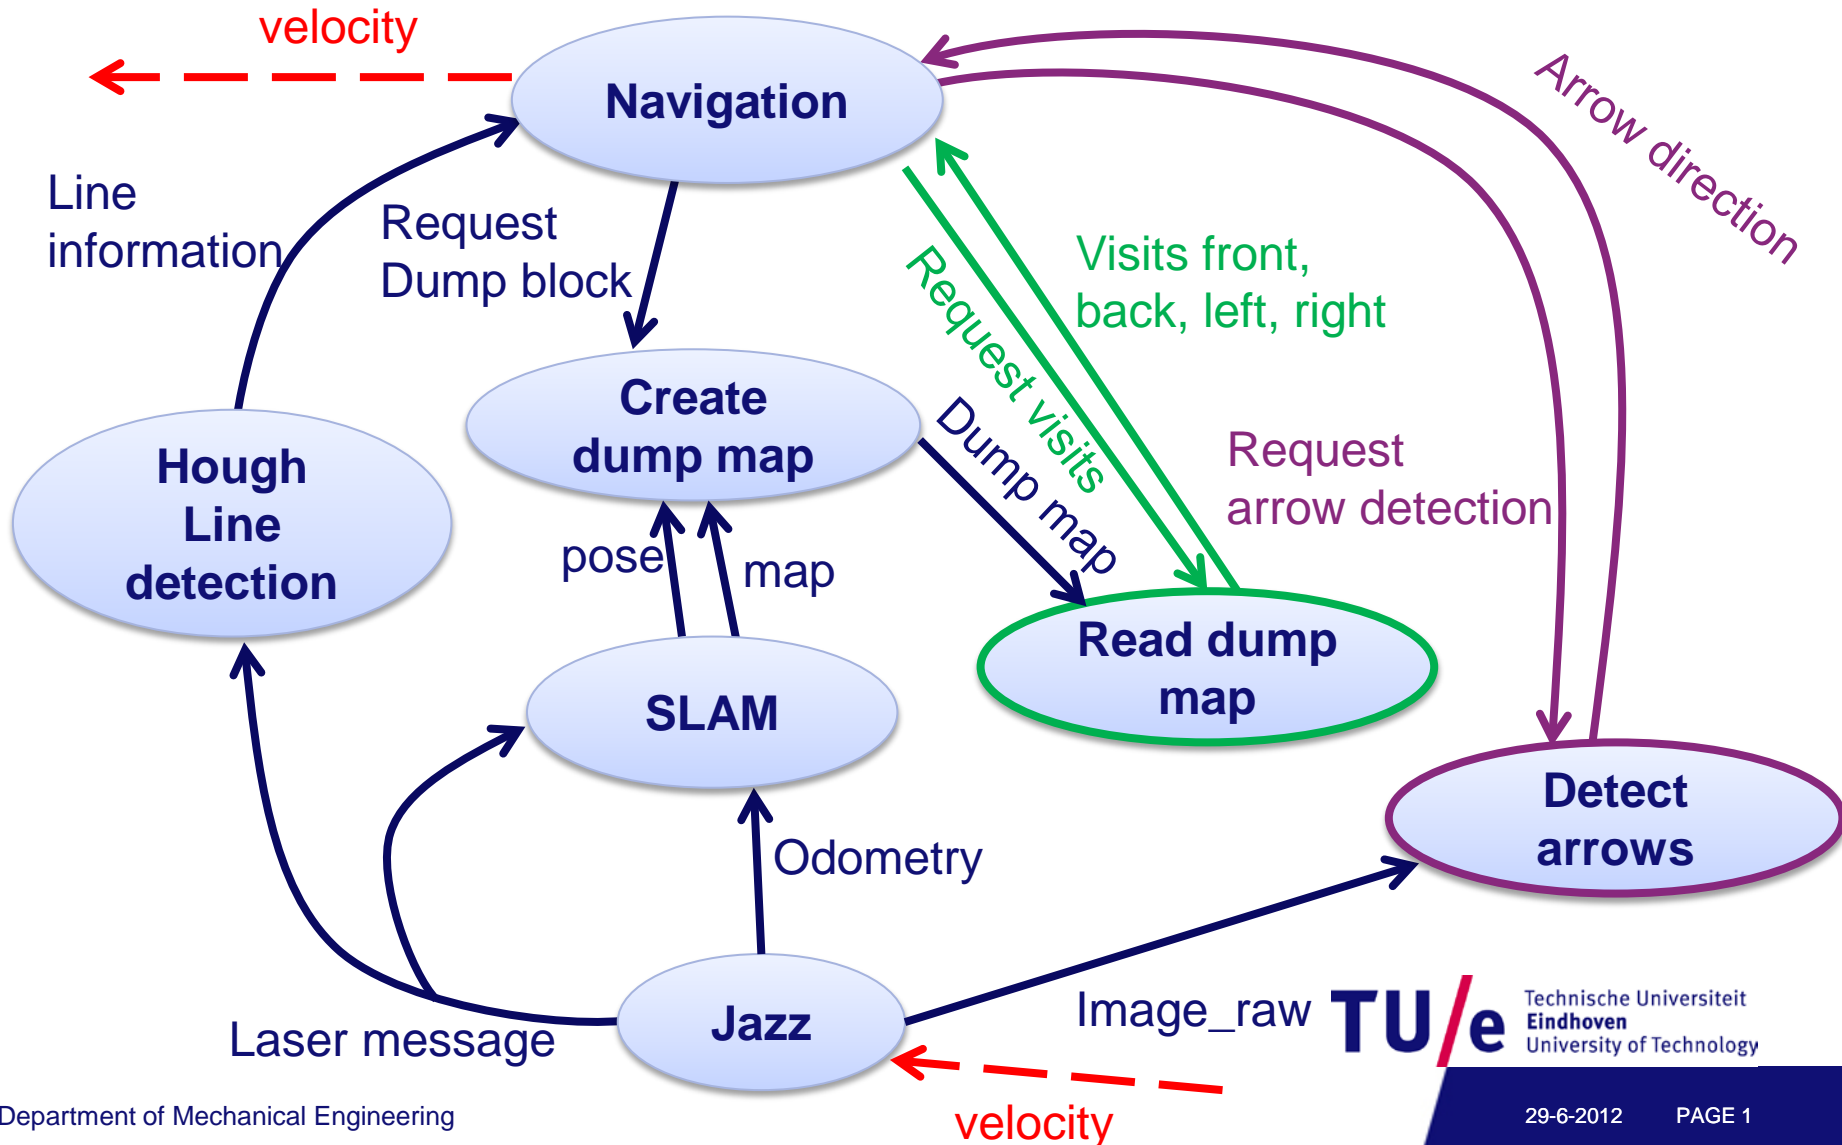 velocity
Navigation
Arrow direction
Line
information
Request
Dump block
Visits front,
back, left, right
Request visits
Create
dump map
Dump map
Request
arrow detection
Hough
Line
detection
pose
map
Read dump
map
SLAM
Detect
arrows
Odometry
Jazz
Image_raw
Laser message
velocity
TU/e
Technische Universiteit
Eindhoven
University of Technology
Department of Mechanical Engineering
29-6-2012
PAGE 1